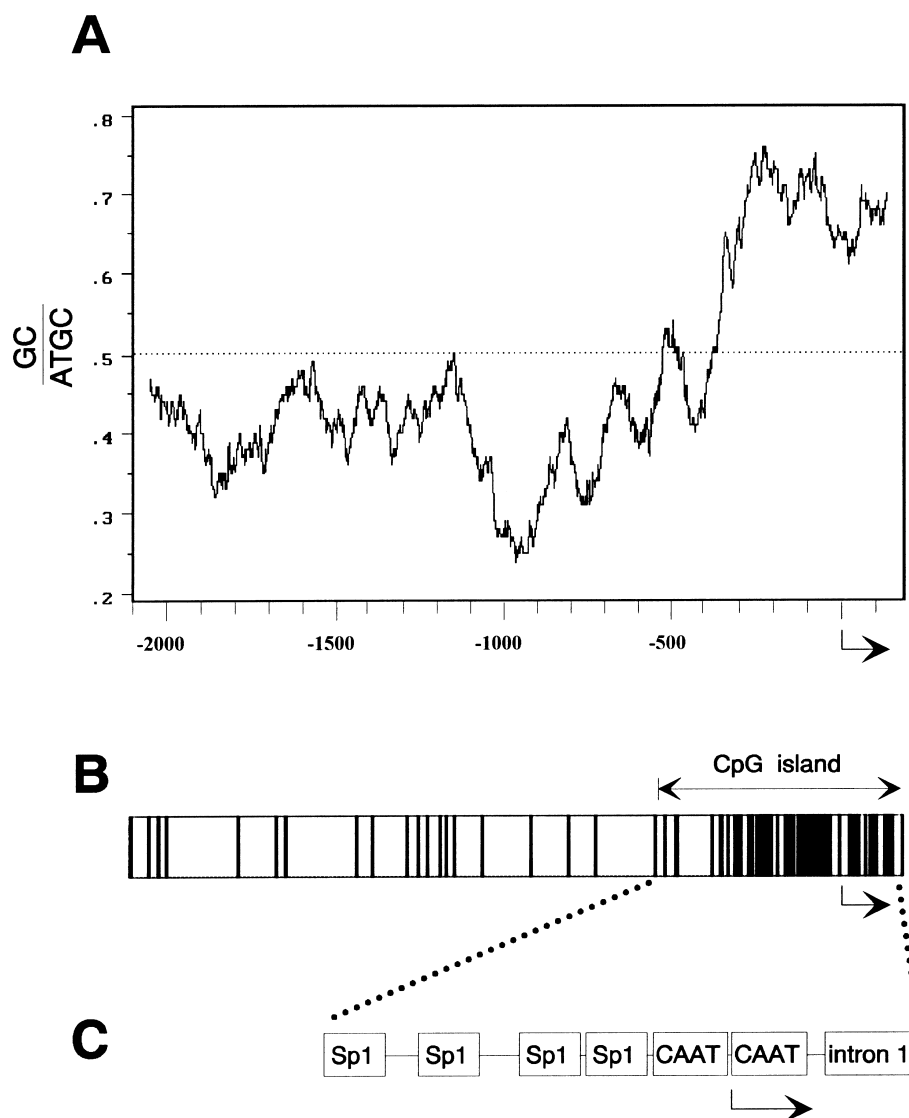 A
.8
.7
.6
.5
.4
.3
.2
GC
ATGC
-2000 -1500 -1000 -500
B
CpG island
C
Sp1 Sp1 Sp1 Sp1 CAAT CAAT intron 1